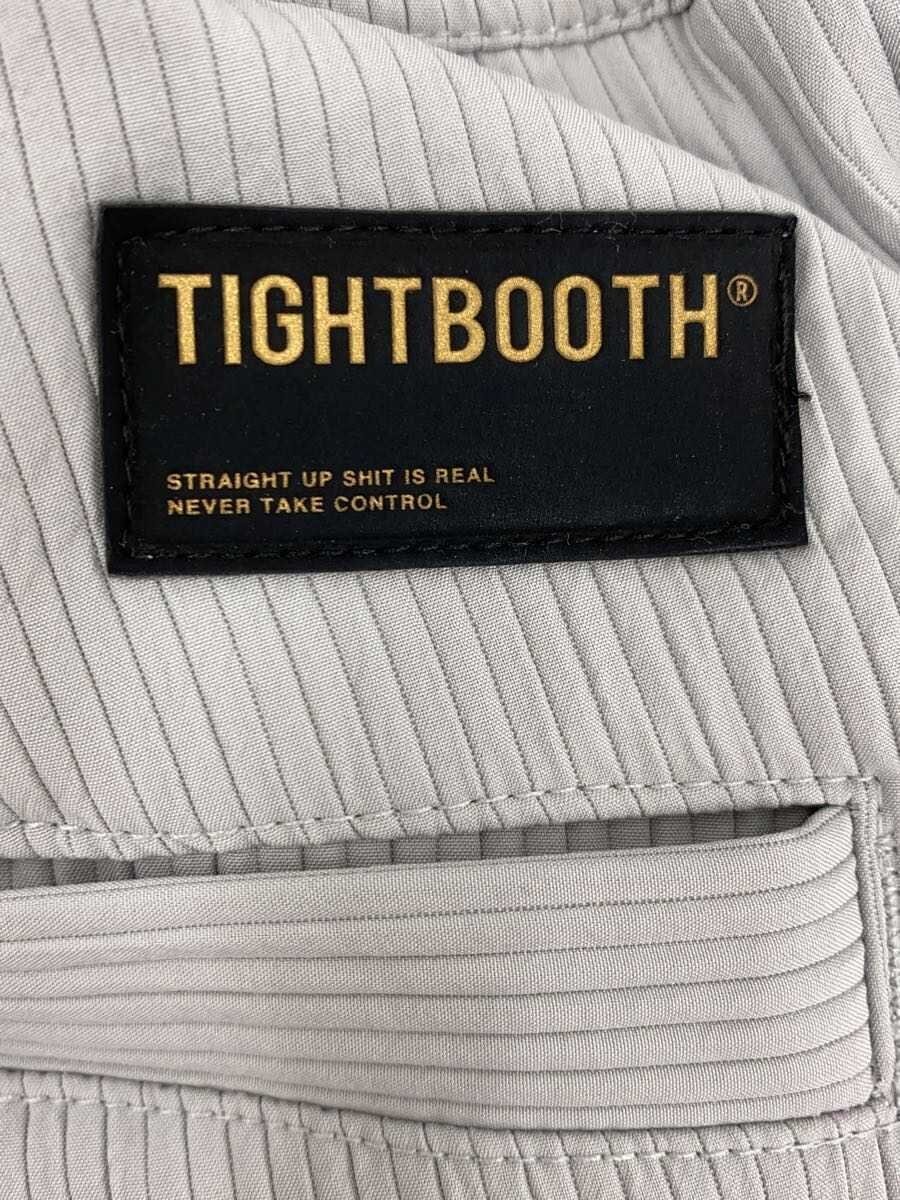 TIGHTBOOTH®
STRAIGHT UP SHIT IS REAL
NEVER TAKE CONTROL